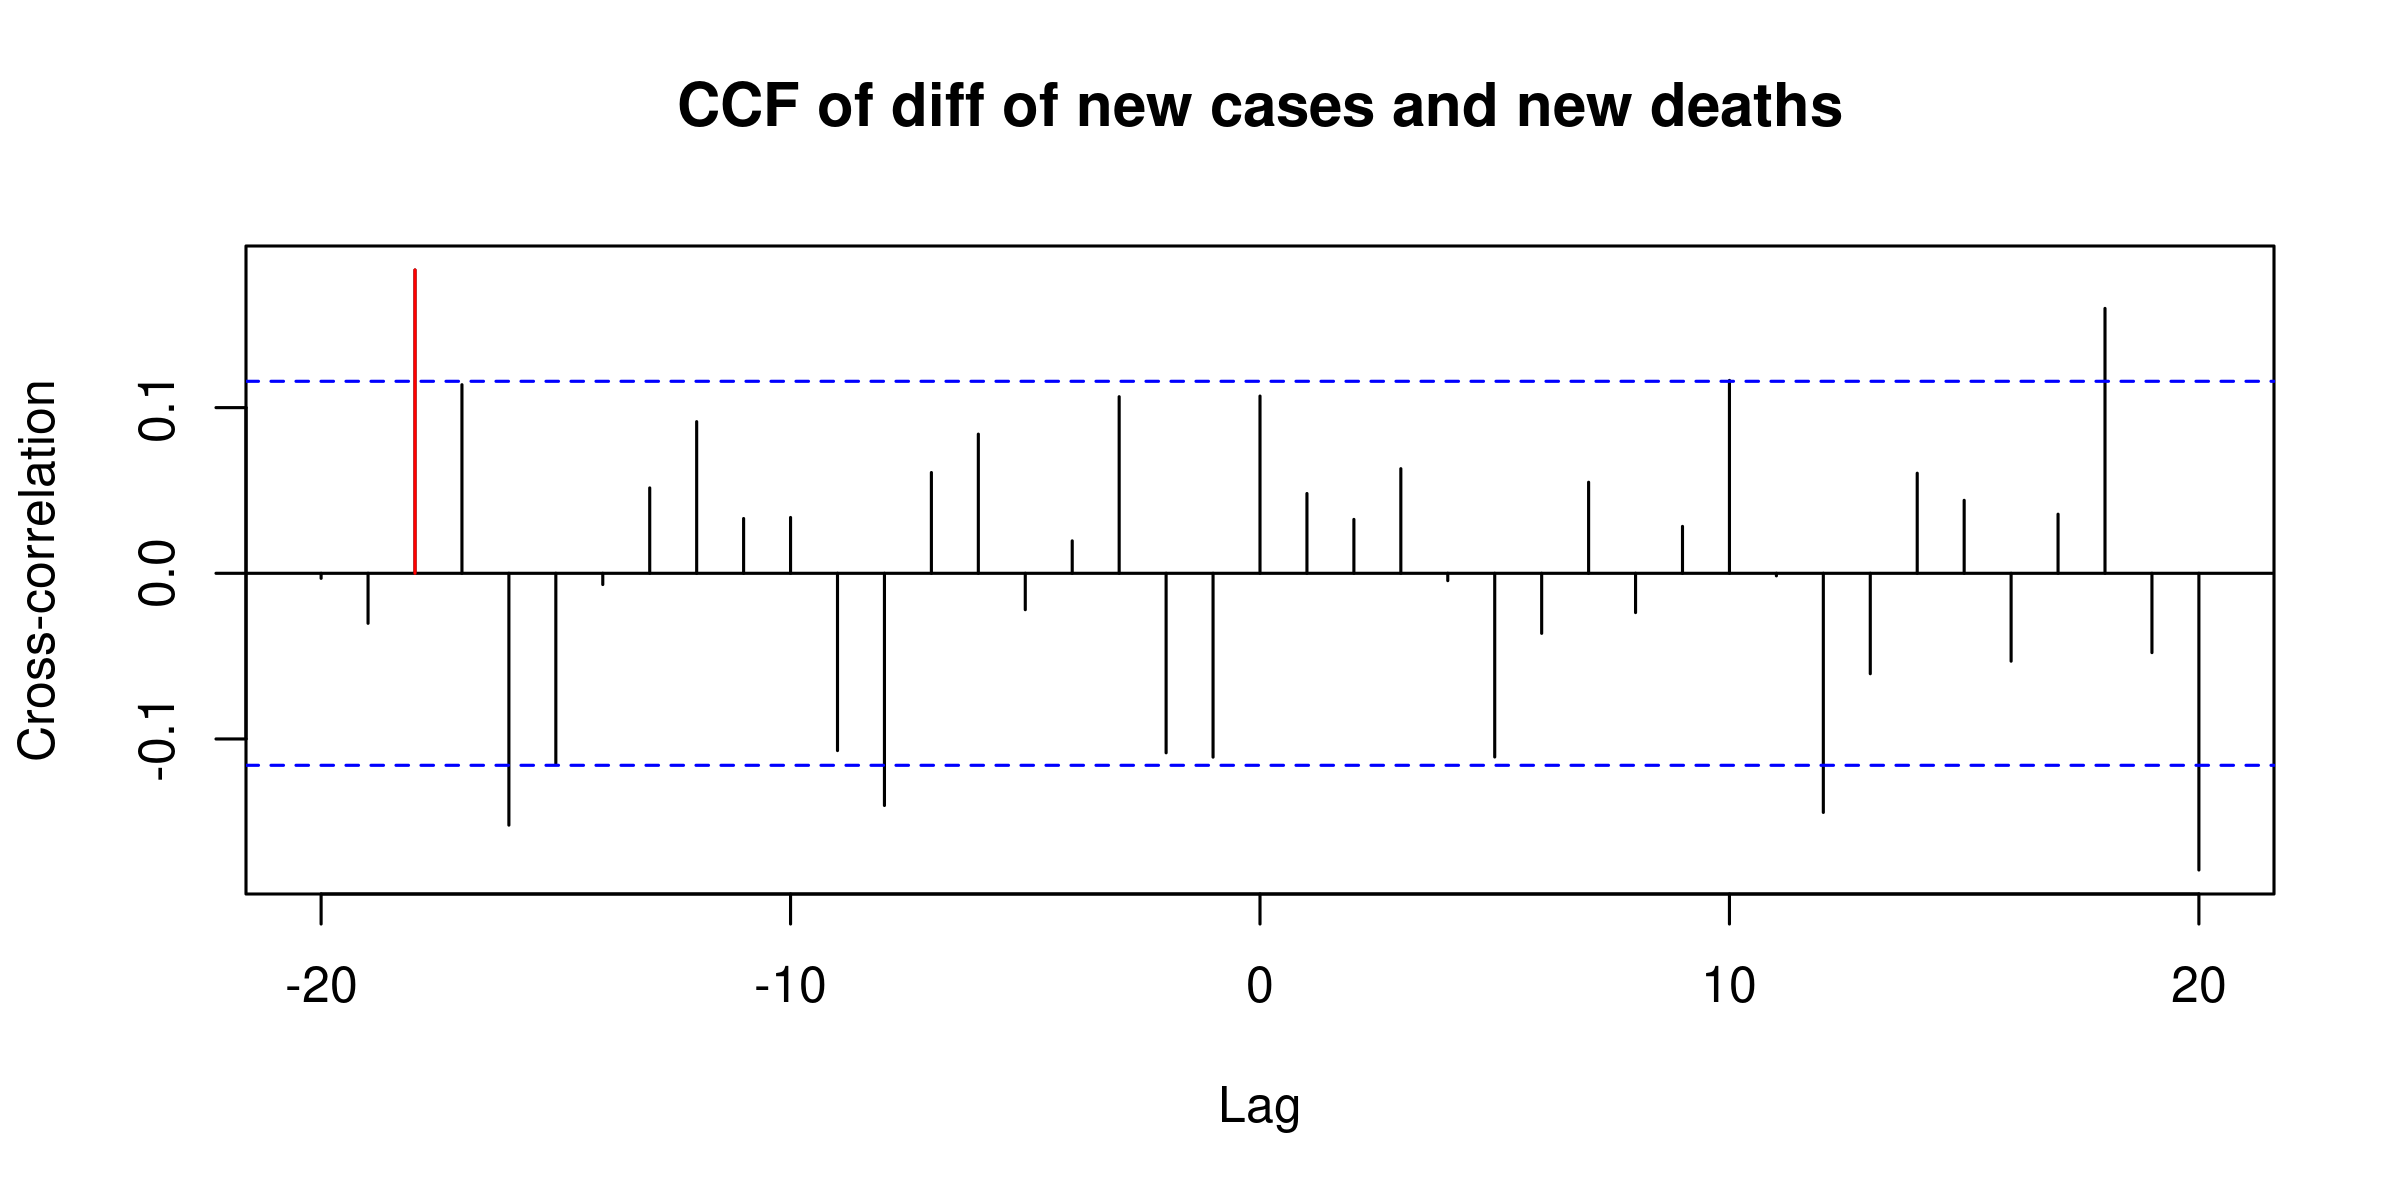 CCF of diff of new cases and new deaths
Cross-correlation
0.1
0.0
-0.1
-20
-10
0
10
20
Lag